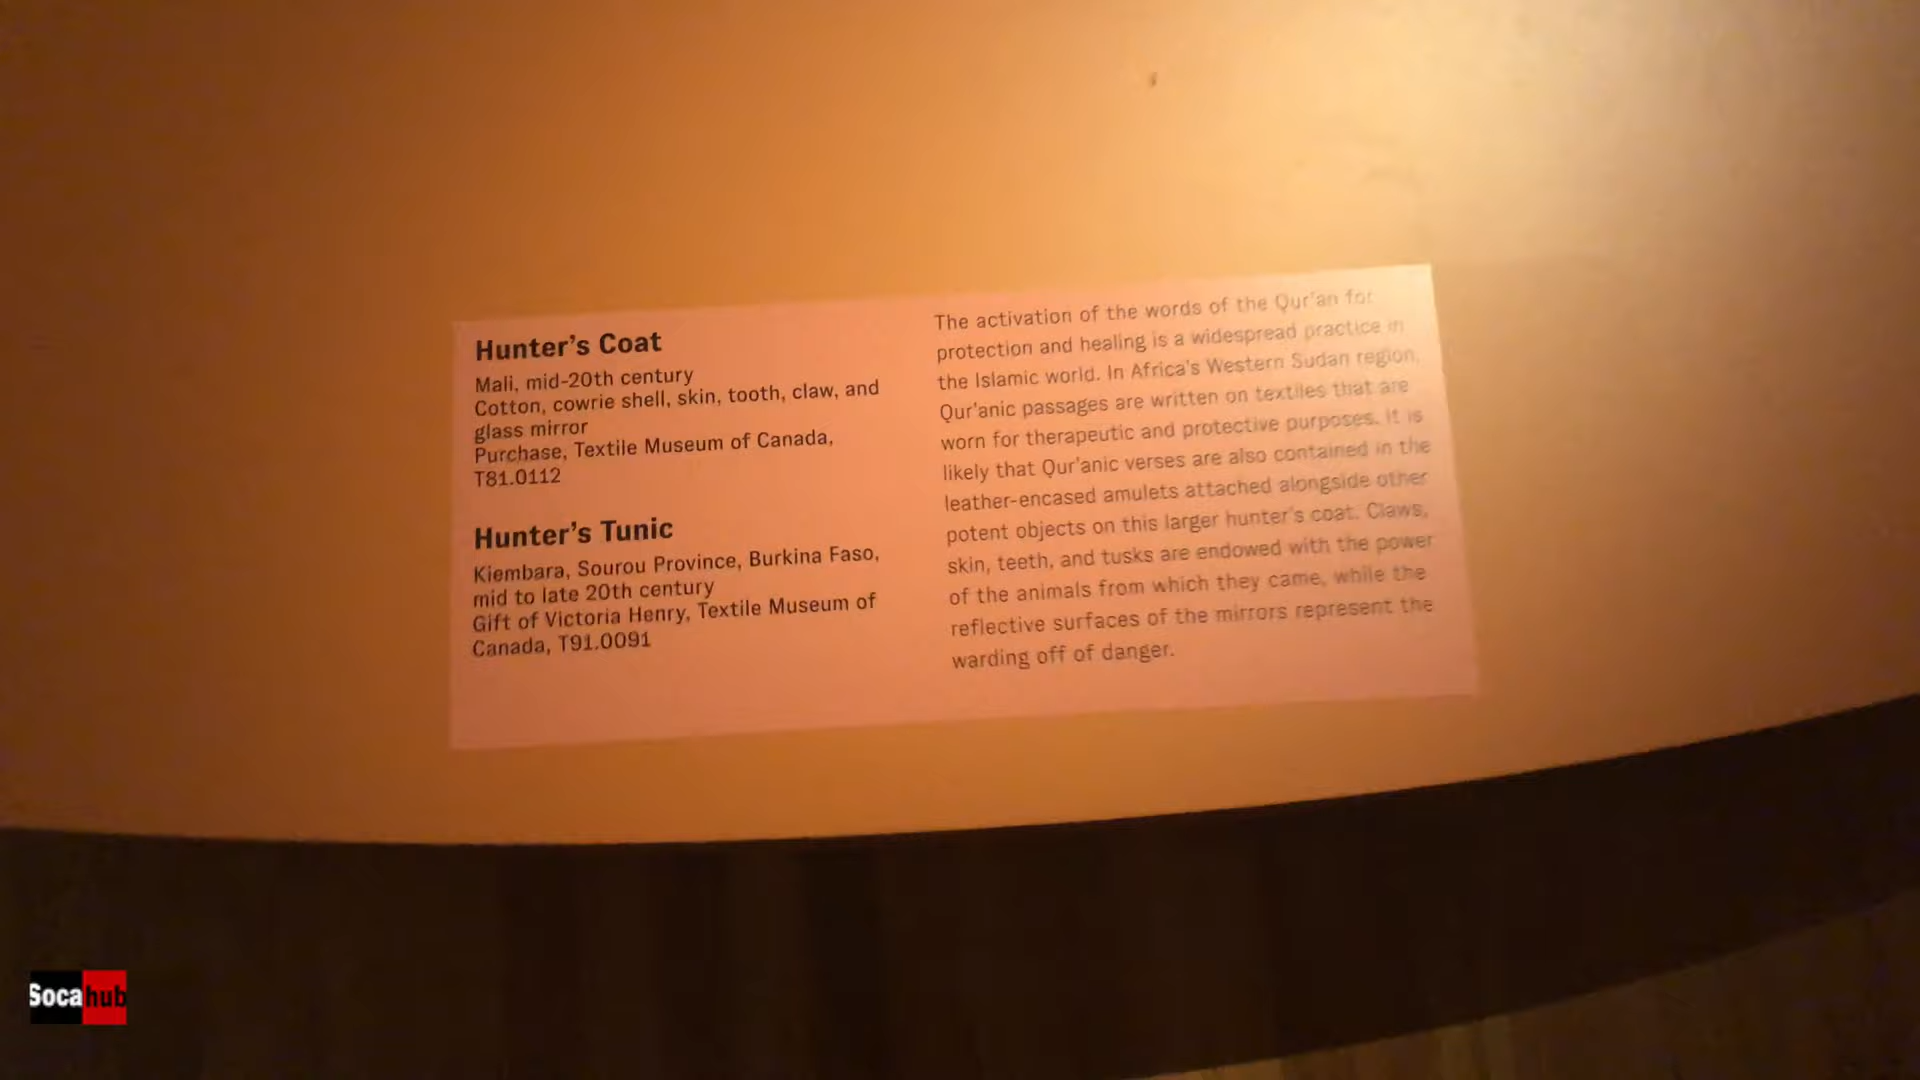 Hunter's Coat
Mali, mid-20th century
Cotton, cowrie shell, skin, tooth, claw, and
glass mirror
Purchase, Textile Museum of Canada,
T81.0112
Hunter's Tunic
Kiembara, Sourou Province, Burkina Faso,
mid to late 20th century
Gift of Victoria Henry, Textile Museum of
Canada, T91.0091
The activation of the words of the Qur'an for
protection and healing is a widespread practice in
the Islamic world. In Africa's Western Sudan region,
Qur'anic passages are written on textiles that are
worn for therapeutic and protective purposes. It is
likely that Qur'anic verses are also contained in the
leather-encased amulets attached alongside other
potent objects on this larger hunter's coat. Claws,
skin, teeth, and tusks are endowed with the power
of the animals from which they came, while the
reflective surfaces of the mirrors represent the
warding off of danger.
Socahub